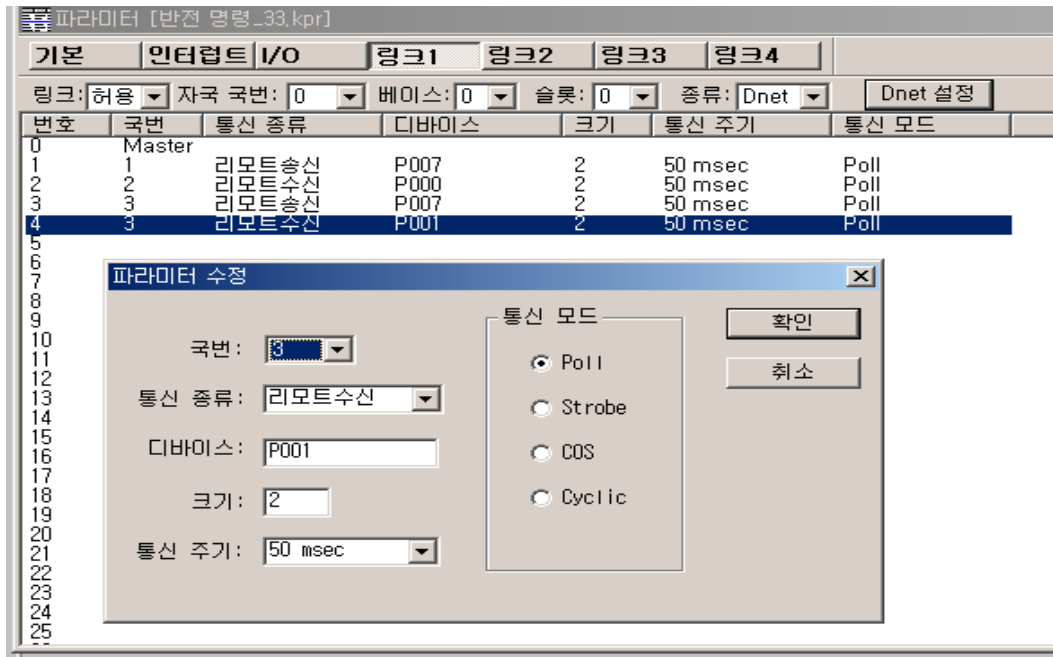 파라미터 [반전 명령_33.kpr]
기본 인터럽트 I/O 링크1 링크2 링크3 링크4
링크: 허용 자국 국번: 0 베이스: 0 슬롯: 0 종류: Dnet Dnet 설정
번호 국번 통신 종류 디바이스 크기 통신 주기 통신 모드
0 Master
1 1 리모트송신 P007 2 50 msec Poll
2 2 리모트수신 P000 2 50 msec Poll
3 3 리모트송신 P007 2 50 msec Poll
4 3 리모트수신 P001 2 50 msec Poll
5
6
7
8
9
10
11
12
13
14
15
16
17
18
19
20
21
22
23
24
25
파라미터 수정
국번: 3
통신 종류: 리모트수신
디바이스: P001
크기: 2
통신 주기: 50 msec
통신 모드
Poll
Strobe
COS
Cyclic
확인
취소